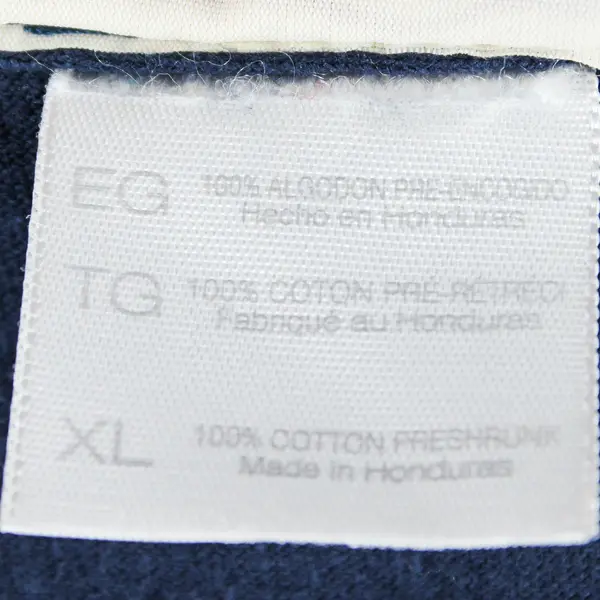 EG 100% ALGODON PRE-ENCOGIDO
Hecho en Honduras
TG 100% COTON PRÉ-RÉTRECI
Fabriqué au Honduras
XL 100% COTTON PRESHRUNK
Made in Honduras